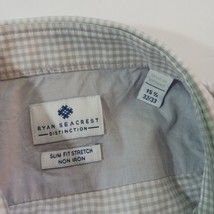 RYAN SEACREST
DISTINCTION
SLIM FIT STRETCH
NON IRON
15½
32/33